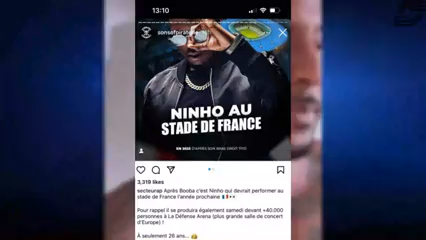 13:10
sonsofpirate
NINHO AU
STADE DE FRANCE
3,319 likes
secteurap Après Booba c'est Ninho qui devrait performer au
stade de France l'année prochaine
Pour rappel il se produira également samedi devant +40.000
personnes à La Défense Arena (plus grande salle de concert
d'Europe) !
À seulement 26 ans...